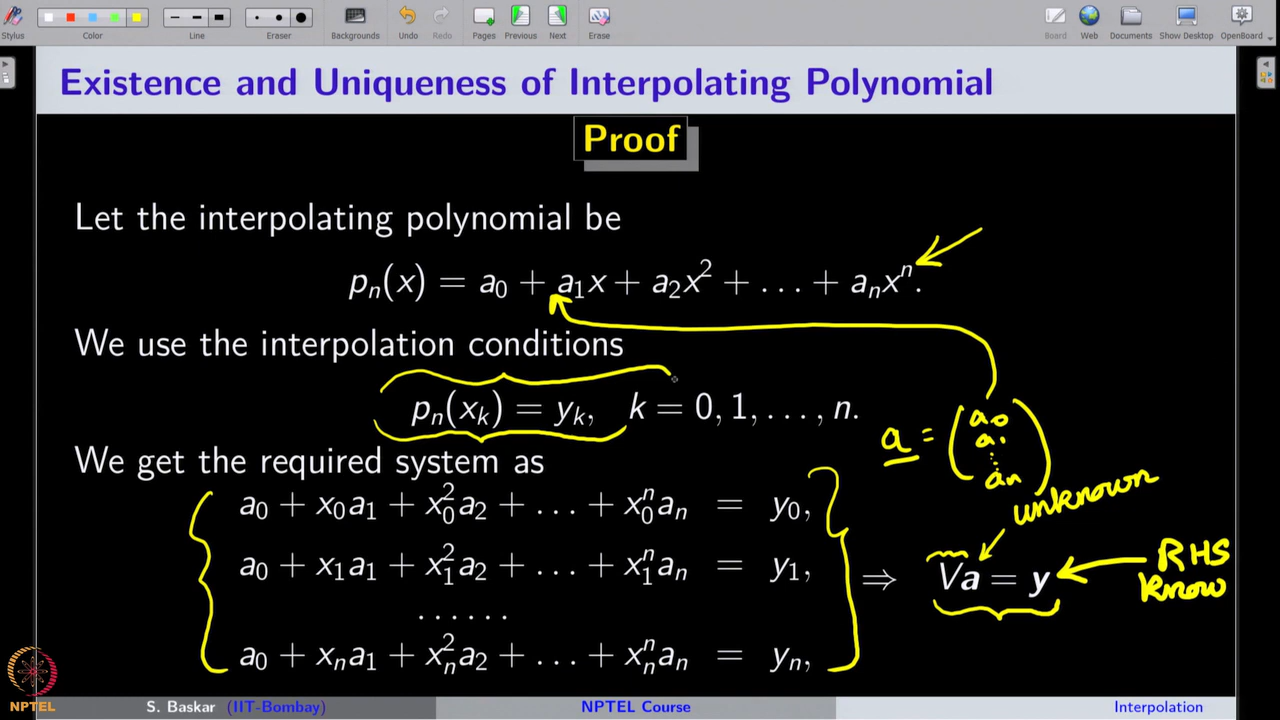 Stylus Color Line Eraser Backgrounds Undo Redo Pages Previous Next Erase Board Web Documents Show Desktop OpenBoard
Existence and Uniqueness of Interpolating Polynomial
Proof
Let the interpolating polynomial be
pₙ(x) = a₀ + a₁x + a₂x² + . . . + aₙxⁿ.
We use the interpolation conditions
pₙ(xₖ) = yₖ, k = 0, 1, . . . , n.
a = (a₀ a₁ ⋮ aₙ)
We get the required system as
unknown
a₀ + x₀a₁ + x₀²a₂ + . . . + x₀ⁿaₙ = y₀,
a₀ + x₁a₁ + x₁²a₂ + . . . + x₁ⁿaₙ = y₁, ⇒ Va = y
RHS
know
. . . . . .
a₀ + xₙa₁ + xₙ²a₂ + . . . + xₙⁿaₙ = yₙ,
NPTEL
S. Baskar (IIT-Bombay) NPTEL Course Interpolation